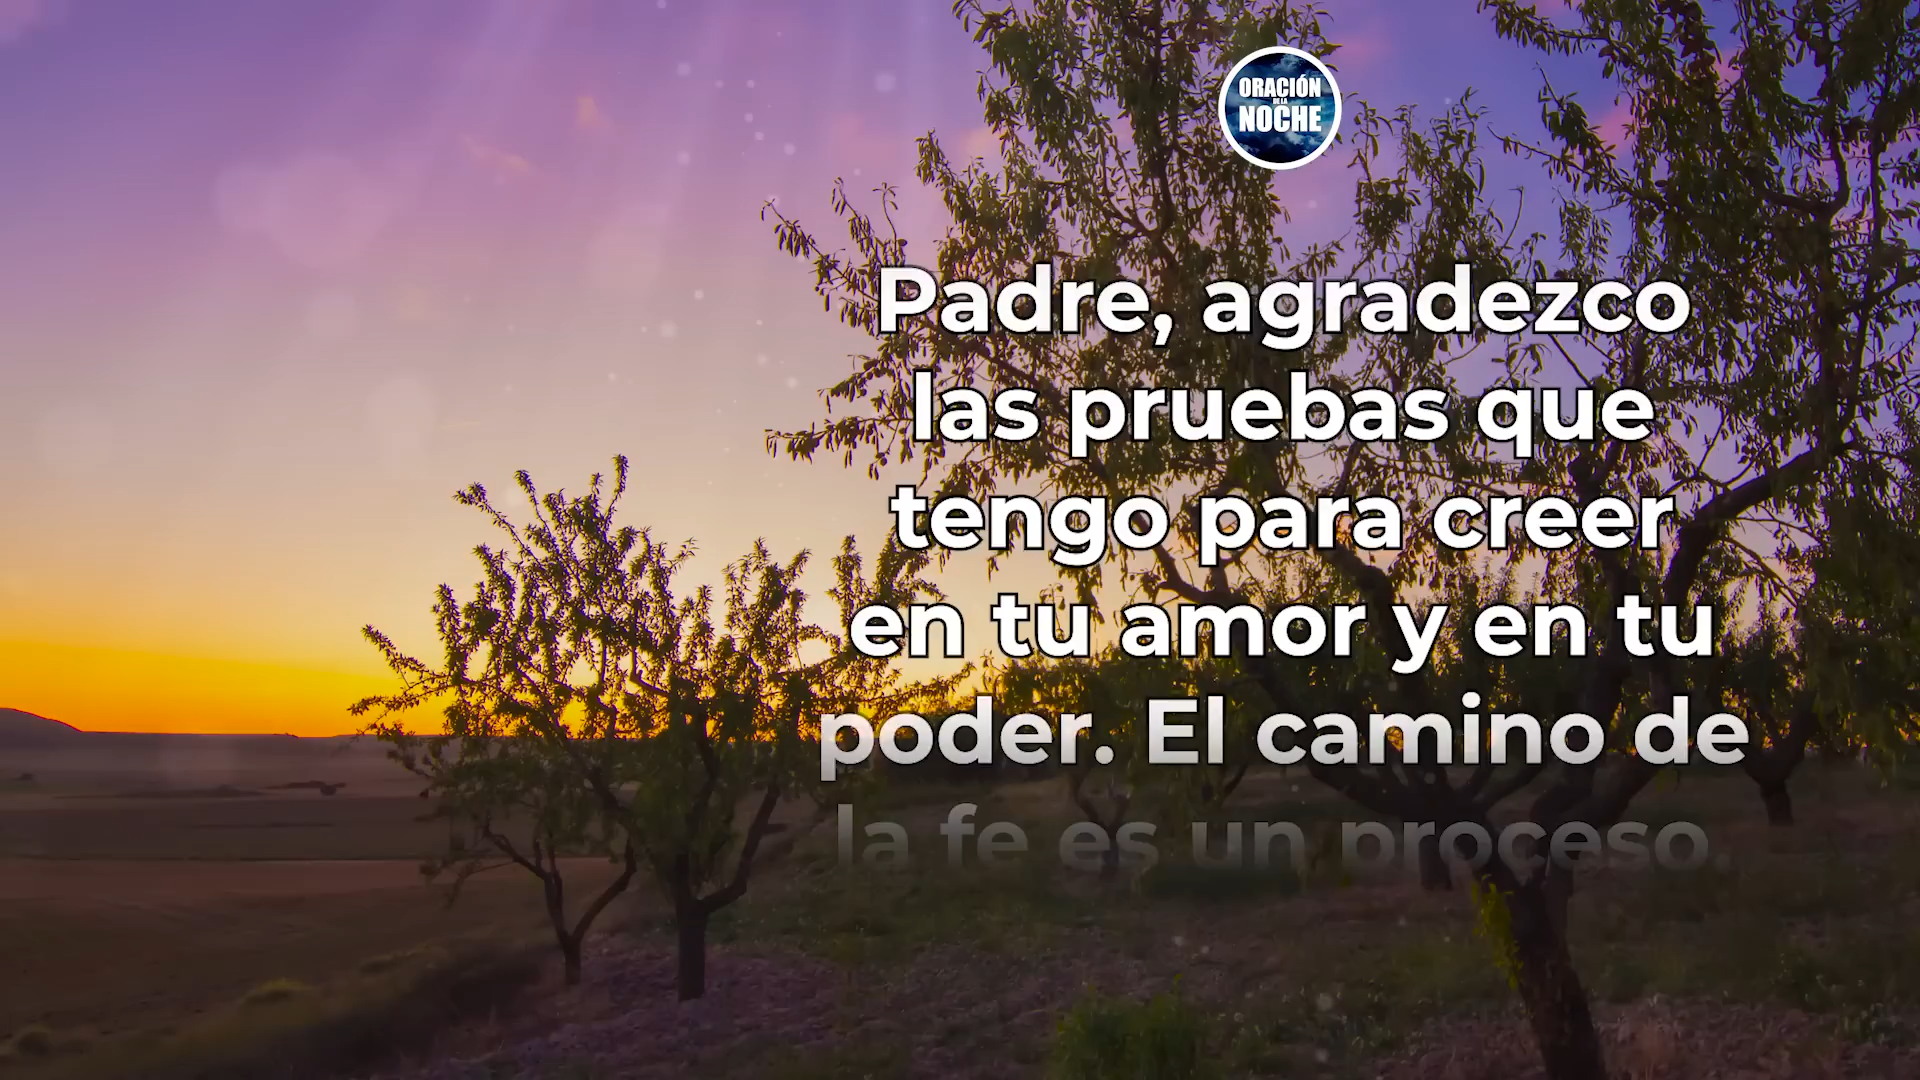 ORACIÓN
DE LA
NOCHE
Padre, agradezco
las pruebas que
tengo para creer
en tu amor y en tu
poder. El camino de
la fe es un proceso,